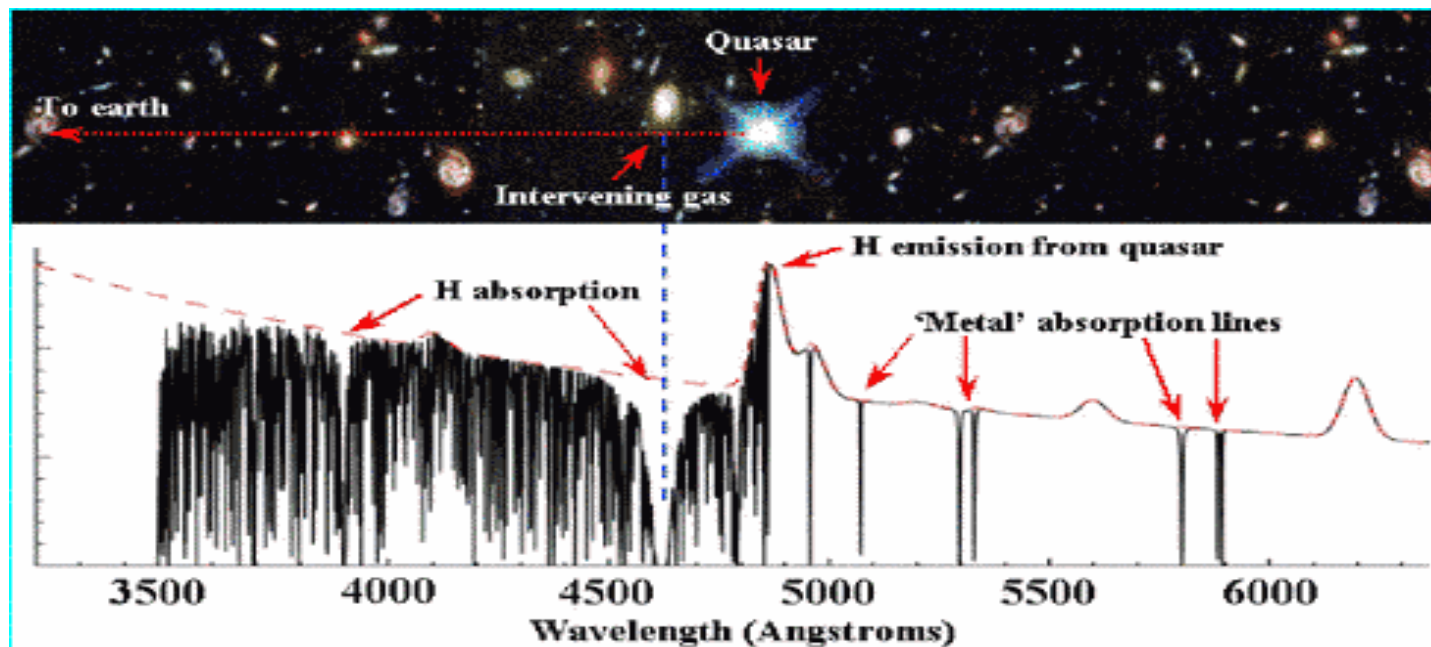 Quasar
To earth
Intervening gas
H emission from quasar
H absorption
‘Metal’ absorption lines
3500 4000 4500 5000 5500 6000
Wavelength (Angstroms)